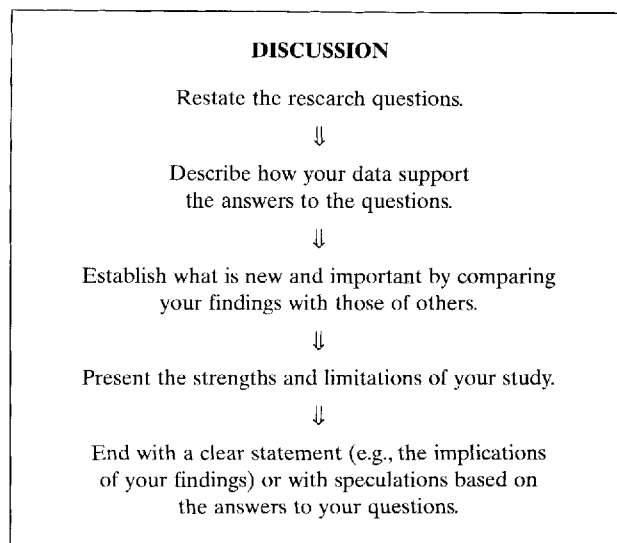 DISCUSSION
Restate the research questions.
⇓
Describe how your data support
the answers to the questions.
⇓
Establish what is new and important by comparing
your findings with those of others.
⇓
Present the strengths and limitations of your study.
⇓
End with a clear statement (e.g., the implications
of your findings) or with speculations based on
the answers to your questions.